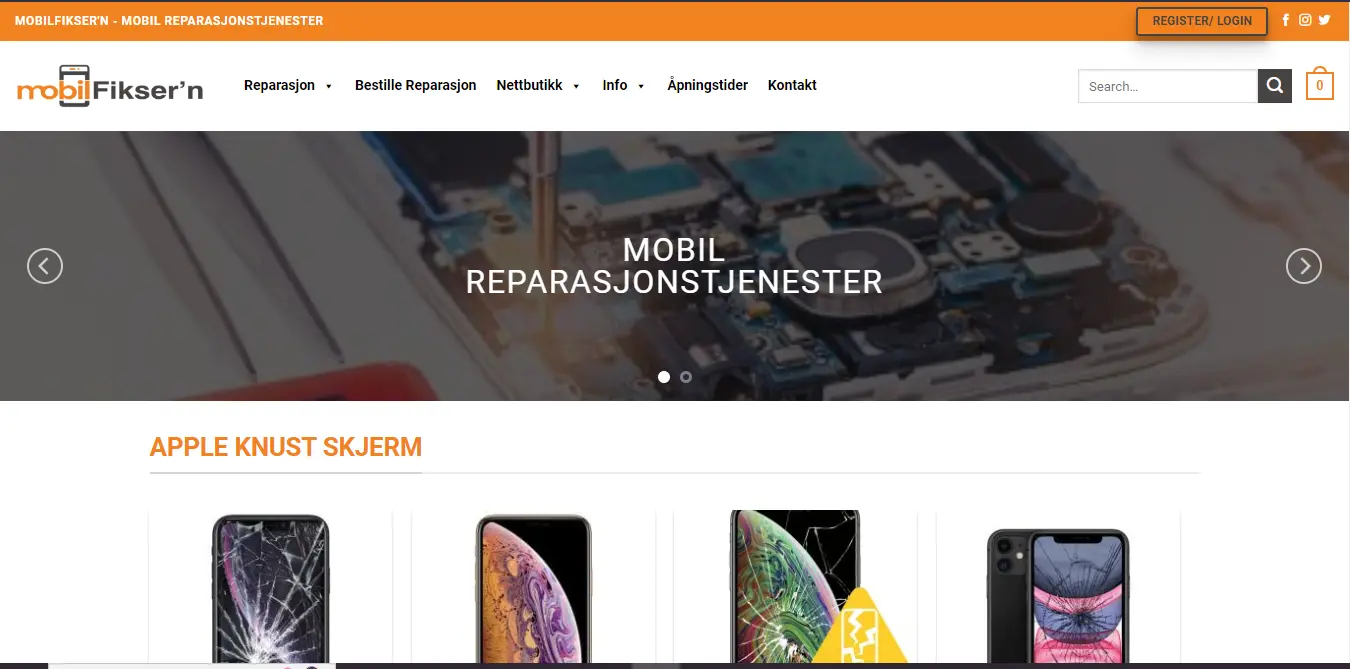 MOBILFIKSER'N - MOBIL REPARASJONSTJENESTER
REGISTER/ LOGIN
mobilFikser'n
Reparasjon
Bestille Reparasjon
Nettbutikk
Info
Åpningstider
Kontakt
Search...
0
MOBIL
REPARASJONSTJENESTER
APPLE KNUST SKJERM